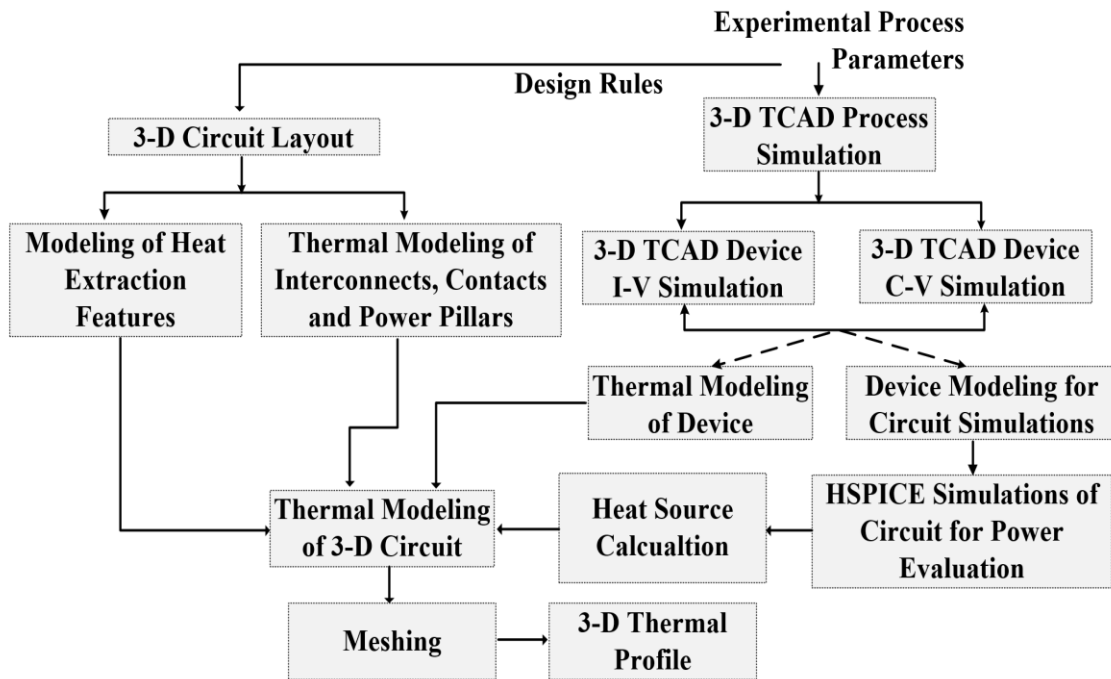 Experimental Process
Parameters
Design Rules
3-D Circuit Layout
3-D TCAD Process
Simulation
Modeling of Heat
Extraction
Features
Thermal Modeling of
Interconnects, Contacts
and Power Pillars
3-D TCAD Device
I-V Simulation
3-D TCAD Device
C-V Simulation
Thermal Modeling
of Device
Device Modeling for
Circuit Simulations
Thermal Modeling
of 3-D Circuit
Heat Source
Calcualtion
HSPICE Simulations of
Circuit for Power
Evaluation
Meshing
3-D Thermal
Profile